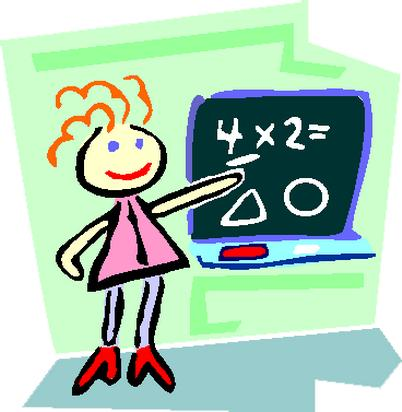 4 x 2 =